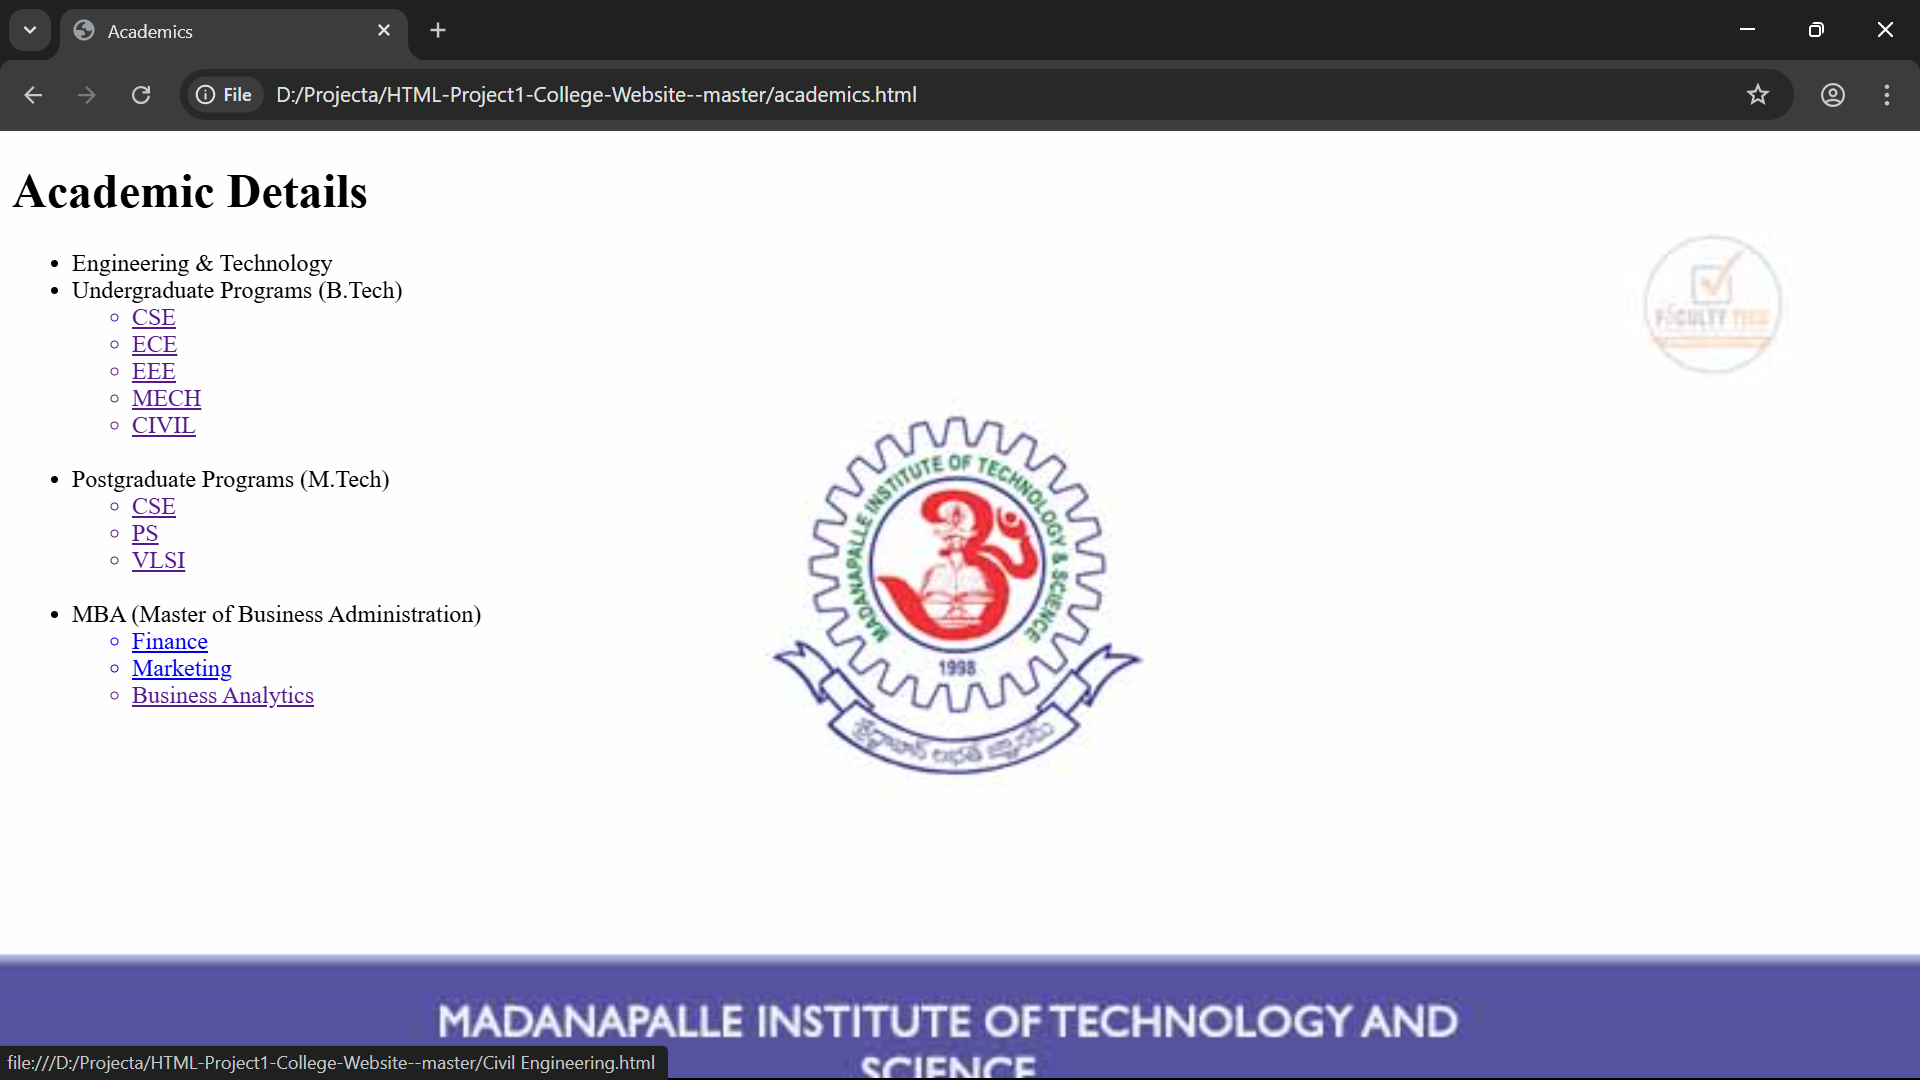 Academics
File D:/Projecta/HTML-Project1-College-Website--master/academics.html
Academic Details
Engineering & Technology
Undergraduate Programs (B.Tech)
CSE
ECE
EEE
MECH
CIVIL
Postgraduate Programs (M.Tech)
CSE
PS
VLSI
MBA (Master of Business Administration)
Finance
Marketing
Business Analytics
MADANAPALLE INSTITUTE OF TECHNOLOGY & SCIENCE
1998
MADANAPALLE INSTITUTE OF TECHNOLOGY AND
SCIENCE
file:///D:/Projecta/HTML-Project1-College-Website--master/Civil Engineering.html